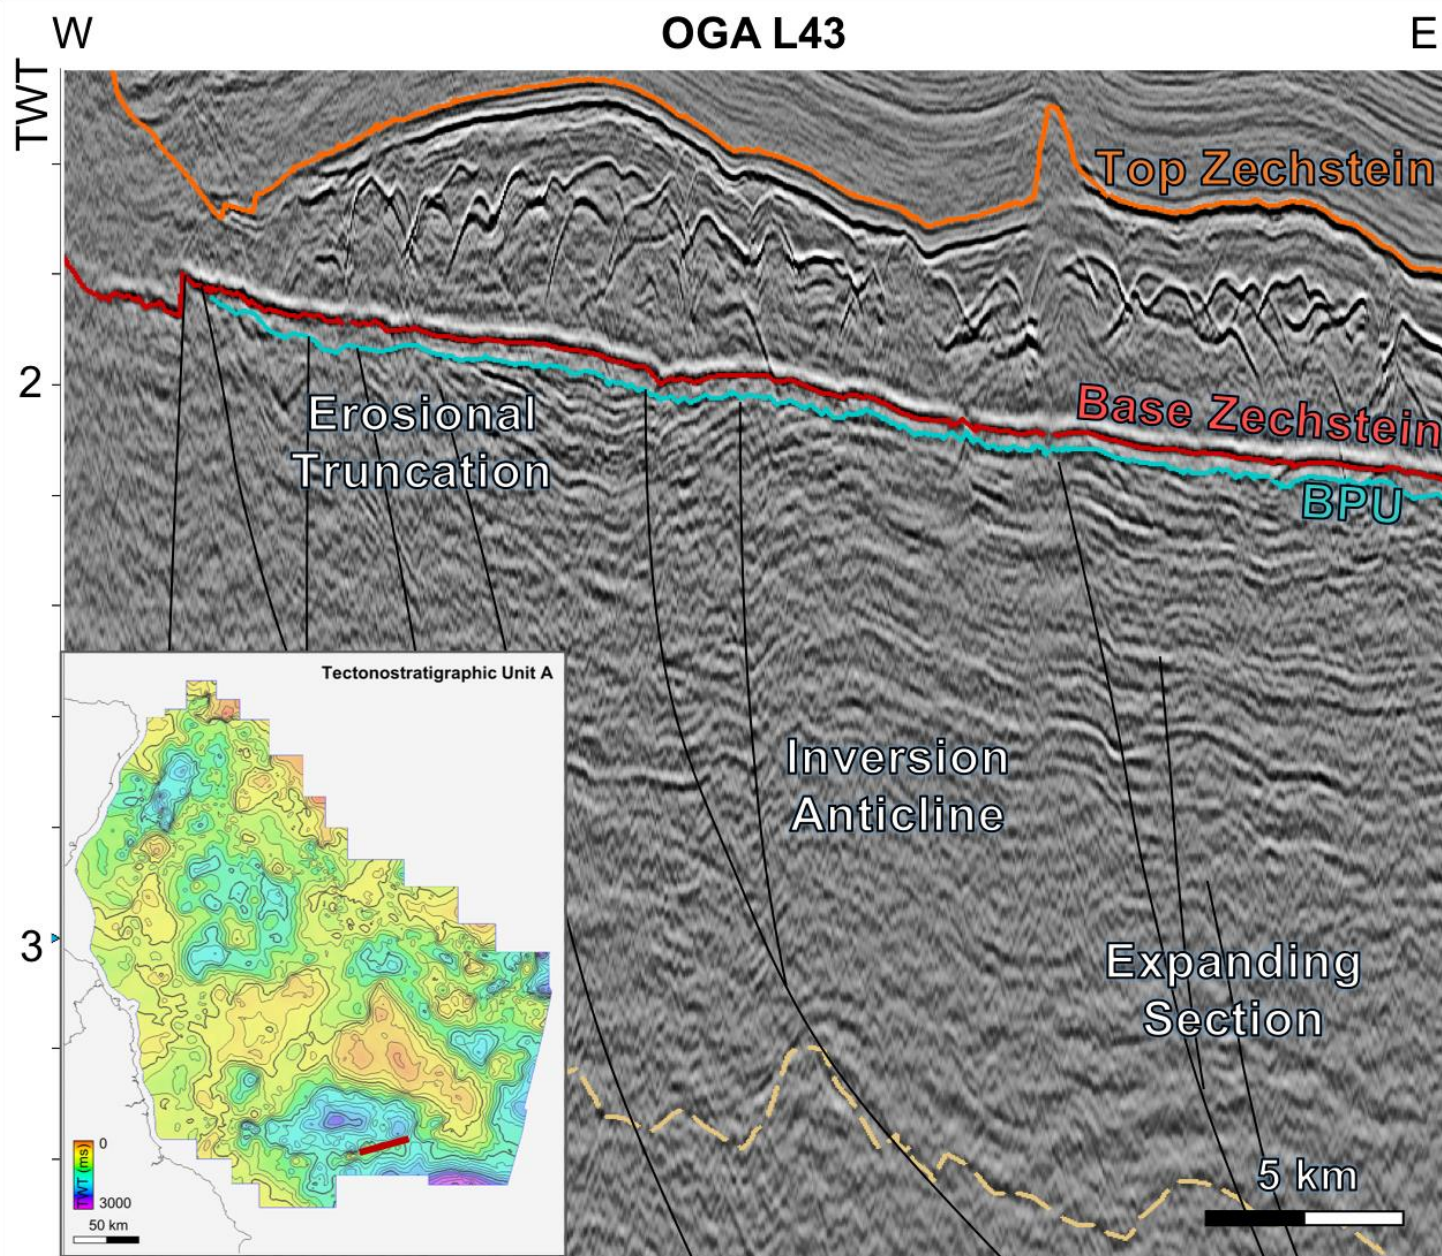 W
OGA L43
E
TWT
Top Zechstein
2
Base Zechstein
Erosional
Truncation
BPU
Tectonostratigraphic Unit A
Inversion
Anticline
3
Expanding
Section
0
TWT (ms)
3000
50 km
5 km